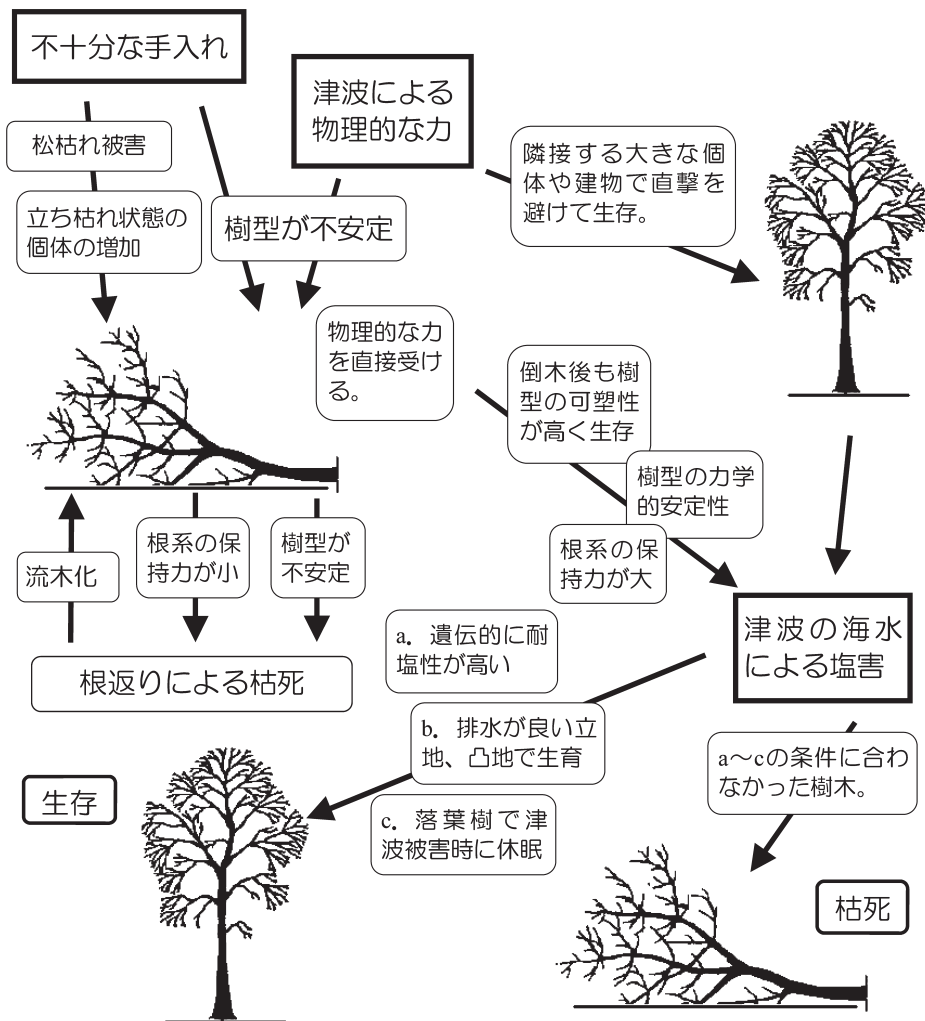 不十分な手入れ
津波による
物理的な力
松枯れ被害
立ち枯れ状態の
個体の増加
樹型が不安定
隣接する大きな個
体や建物で直撃を
避けて生存。
物理的な力
を直接受け
る。
倒木後も樹
型の可塑性
が高く生存
樹型の力学
的安定性
根系の保
持力が大
流木化
根系の保
持力が小
樹型が
不安定
根返りによる枯死
津波の海水
による塩害
a. 遺伝的に耐
塩性が高い
b. 排水が良い立
地、凸地で生育
c. 落葉樹で津
波被害時に休眠
a〜cの条件に合わ
なかった樹木。
生存
枯死